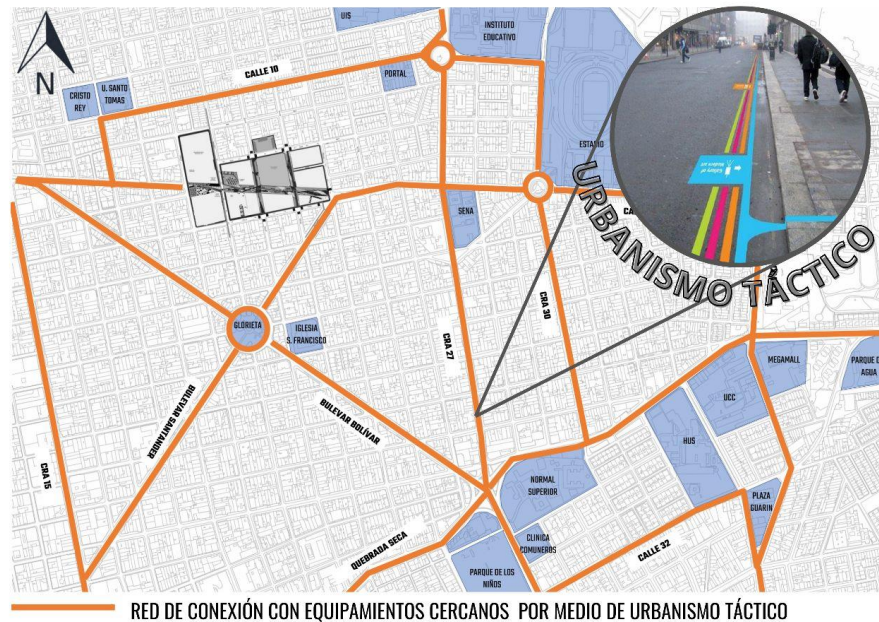 UIS
INSTITUTO
EDUCATIVO
N
CALLE 10
PORTAL
CRISTO
REY
U. SANTO
TOMAS
ESTADIO
SENA
CA
URBANISMO TÁCTICO
GLORIETA
IGLESIA
S. FRANCISCO
CRA 27
CRA 30
MEGAMALL
PARQUE DE
AGUA
UCC
BULEVAR SANTANDER
BULEVAR BOLÍVAR
CRA 15
HUS
NORMAL
SUPERIOR
PLAZA
GUARIN
QUEBRADA SECA
CLINICA
COMUNEROS
CALLE 32
PARQUE DE LOS
NIÑOS
RED DE CONEXIÓN CON EQUIPAMIENTOS CERCANOS POR MEDIO DE URBANISMO TÁCTICO